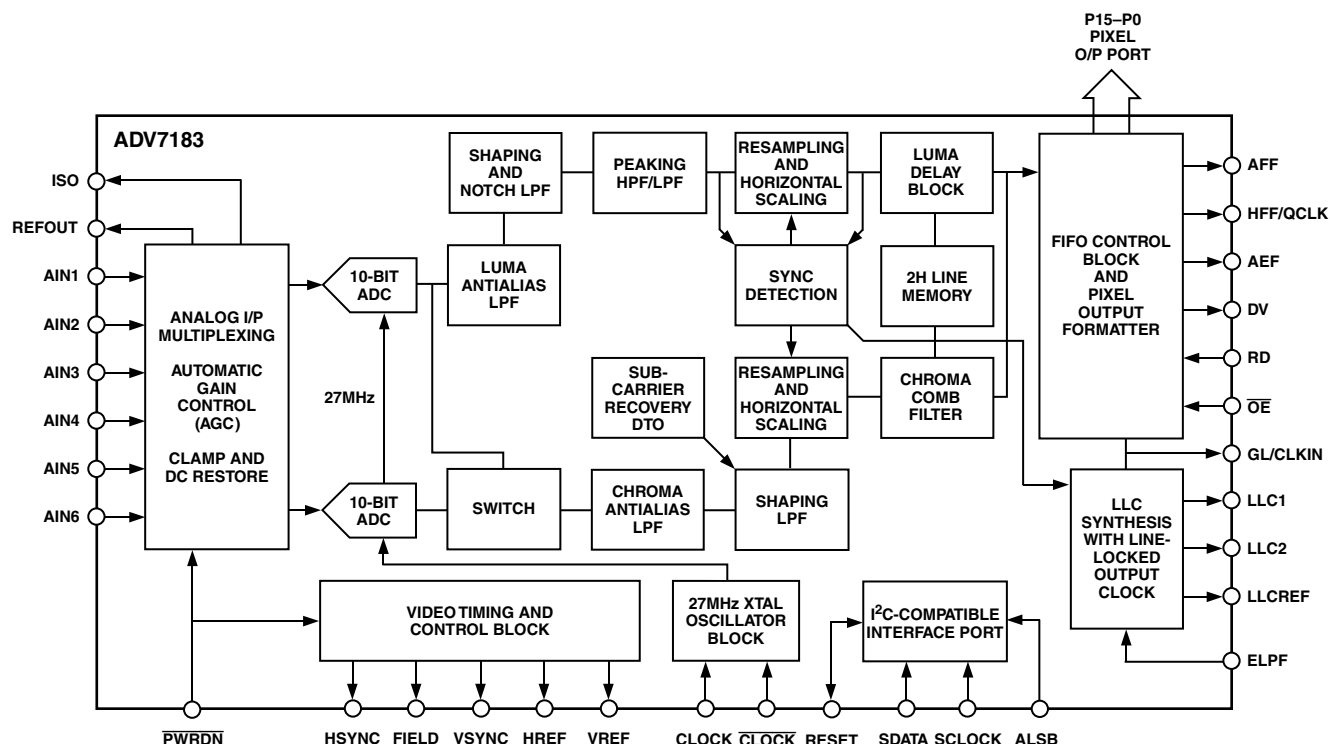 P15–P0
PIXEL
O/P PORT
ADV7183
ISO
REFOUT
AIN1
AIN2
AIN3
AIN4
AIN5
AIN6
ANALOG I/P
MULTIPLEXING
AUTOMATIC
GAIN
CONTROL
(AGC)
CLAMP AND
DC RESTORE
10-BIT
ADC
27MHz
10-BIT
ADC
SHAPING
AND
NOTCH LPF
LUMA
ANTIALIAS
LPF
PEAKING
HPF/LPF
RESAMPLING
AND
HORIZONTAL
SCALING
LUMA
DELAY
BLOCK
SYNC
DETECTION
2H LINE
MEMORY
SUB-
CARRIER
RECOVERY
DTO
RESAMPLING
AND
HORIZONTAL
SCALING
CHROMA
COMB
FILTER
SWITCH
CHROMA
ANTIALIAS
LPF
SHAPING
LPF
FIFO CONTROL
BLOCK
AND
PIXEL
OUTPUT
FORMATTER
LLC
SYNTHESIS
WITH LINE-
LOCKED
OUTPUT
CLOCK
AFF
HFF/QCLK
AEF
DV
RD
O̅E̅
GL/CLKIN
LLC1
LLC2
LLCREF
ELPF
VIDEO TIMING AND
CONTROL BLOCK
27MHz XTAL
OSCILLATOR
BLOCK
I²C-COMPATIBLE
INTERFACE PORT
P̅W̅R̅D̅N̅
HSYNC FIELD VSYNC HREF VREF
CLOCK C̅L̅O̅C̅K̅ RESET SDATA SCLOCK ALSB